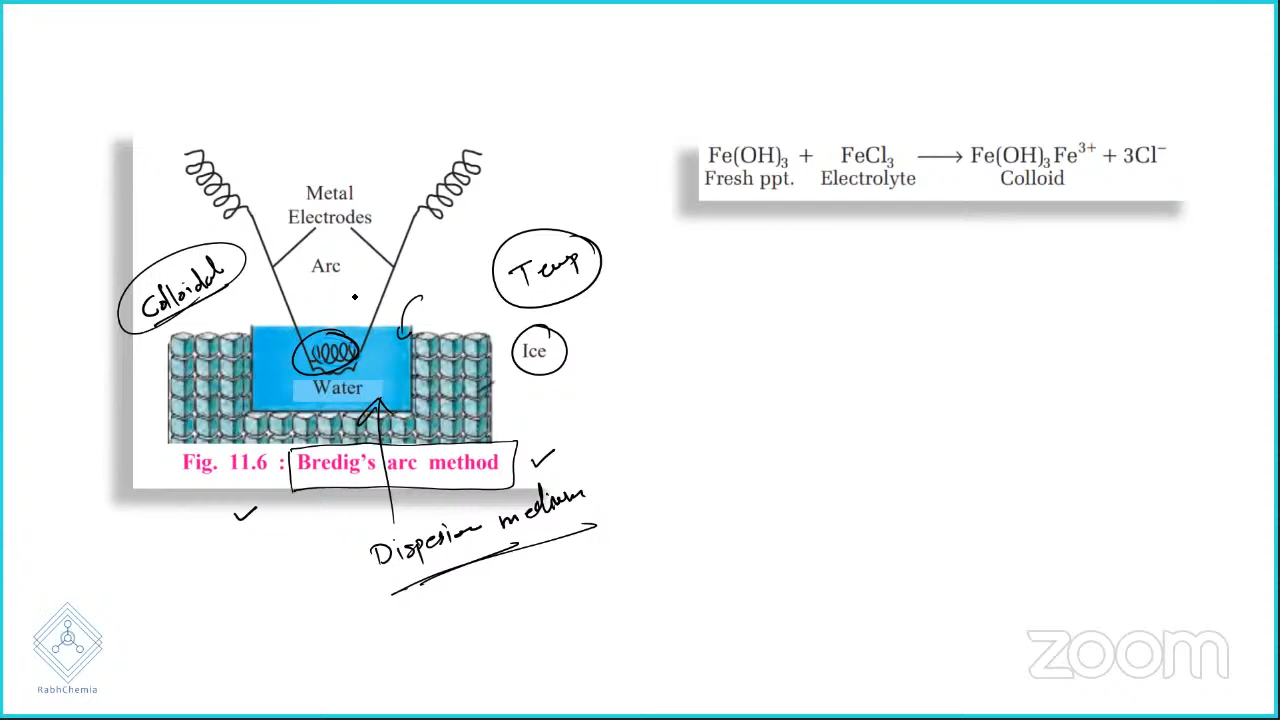 Metal
Electrodes
Arc
Colloidal
Temp
Ice
Water
Fig. 11.6 : Bredig's arc method
Dispesion medium
Fe(OH)₃ + FeCl₃ ⟶ Fe(OH)₃Fe³⁺ + 3Cl⁻
Fresh ppt. Electrolyte Colloid
RabhChemia
zoom